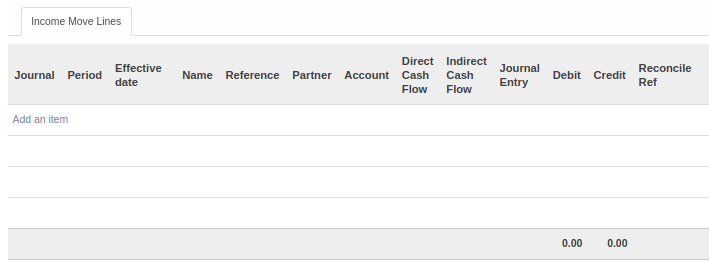 Income Move Lines
Journal Period Effective date Name Reference Partner Account Direct Cash Flow Indirect Cash Flow Journal Entry Debit Credit Reconcile Ref
Add an item
0.00 0.00